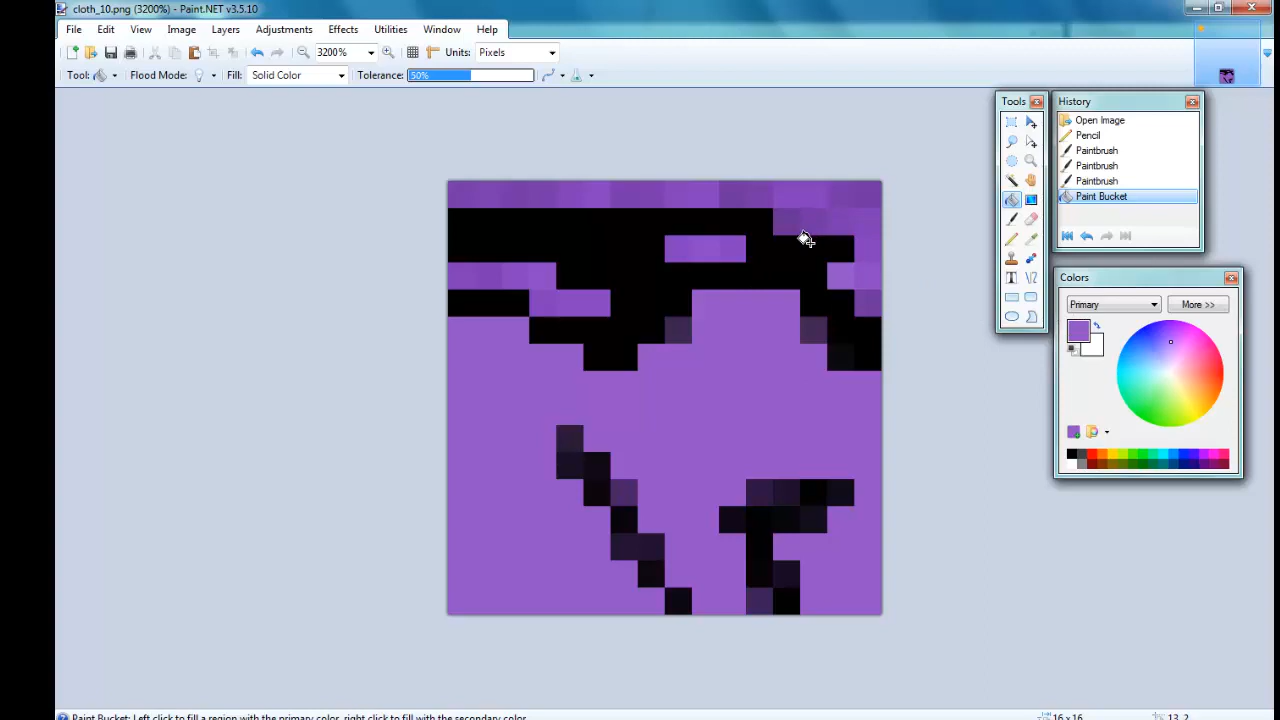 cloth_10.png (3200%) - Paint.NET v3.5.10
File Edit View Image Layers Adjustments Effects Utilities Window Help
3200% Units: Pixels
Tool: Flood Mode: Fill: Solid Color Tolerance: 50%
Tools
History
Open Image
Pencil
Paintbrush
Paintbrush
Paintbrush
Paint Bucket
Colors
Primary More >>
Paint Bucket: Left click to fill a region with the primary color, right click to fill with the secondary color. 16 x 16 13, 2